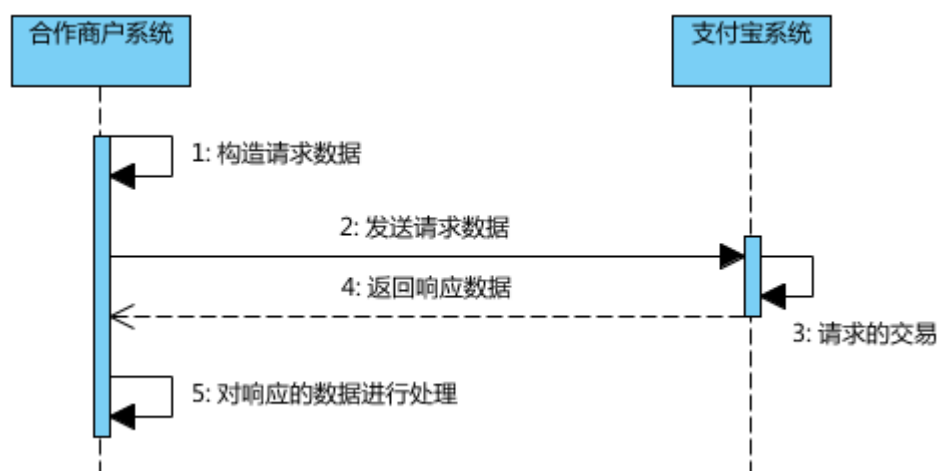 合作商户系统
支付宝系统
1: 构造请求数据
2: 发送请求数据
4: 返回响应数据
3: 请求的交易
5: 对响应的数据进行处理